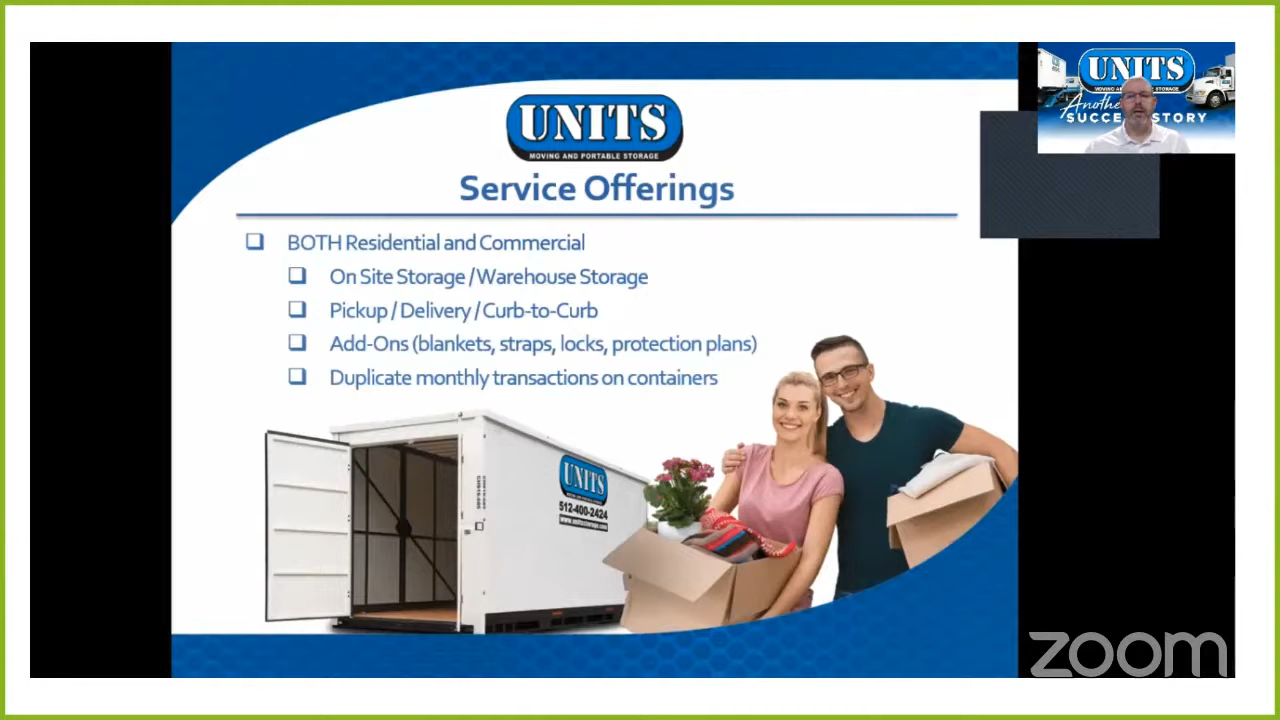 UNITS
MOVING AND PORTABLE STORAGE
Service Offerings
BOTH Residential and Commercial
On Site Storage / Warehouse Storage
Pickup / Delivery / Curb-to-Curb
Add-Ons (blankets, straps, locks, protection plans)
Duplicate monthly transactions on containers
UNITS
512-400-2424
UNITS
STORY
zoom